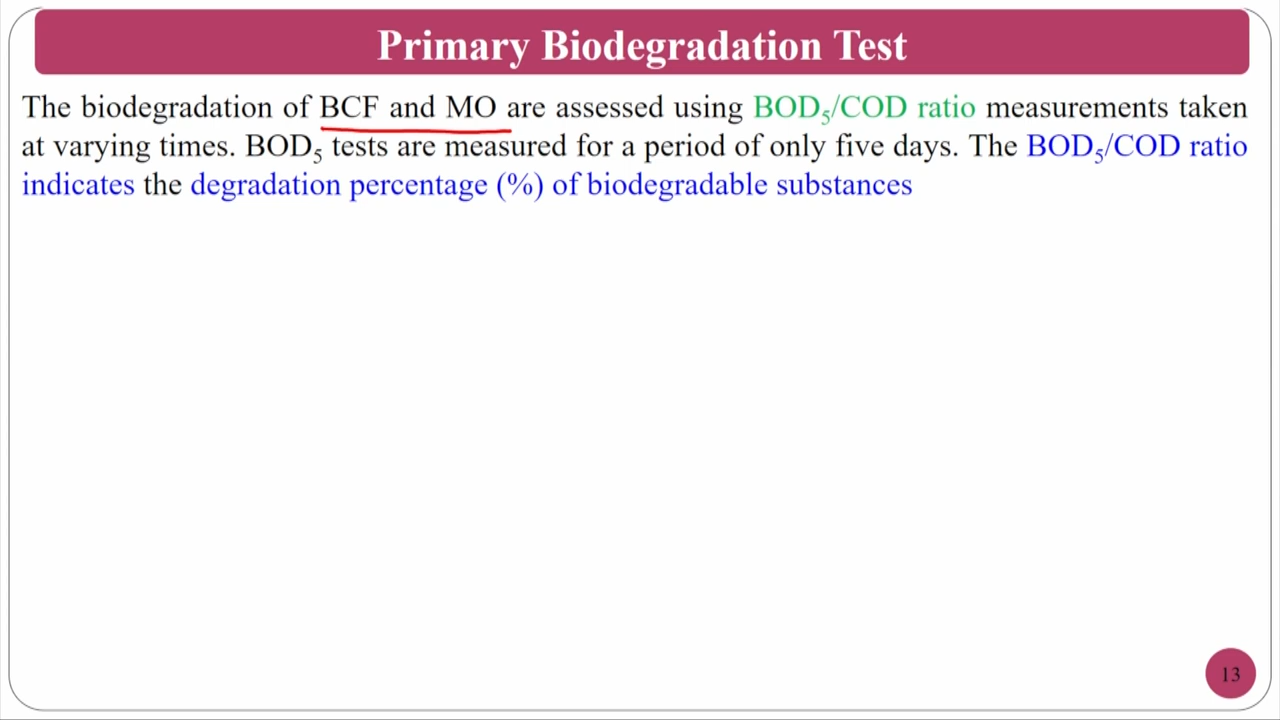 Primary Biodegradation Test
The biodegradation of BCF and MO are assessed using BOD₅/COD ratio measurements taken
at varying times. BOD₅ tests are measured for a period of only five days. The BOD₅/COD ratio
indicates the degradation percentage (%) of biodegradable substances
13